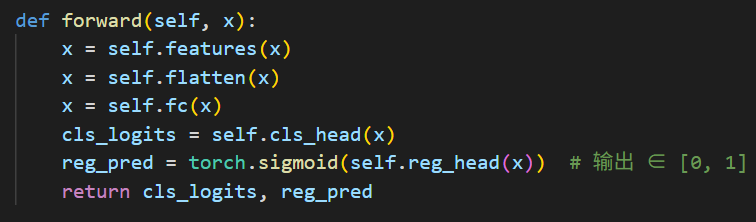 def forward(self, x):
    x = self.features(x)
    x = self.flatten(x)
    x = self.fc(x)
    cls_logits = self.cls_head(x)
    reg_pred = torch.sigmoid(self.reg_head(x))  # 输出 ∈ [0, 1]
    return cls_logits, reg_pred